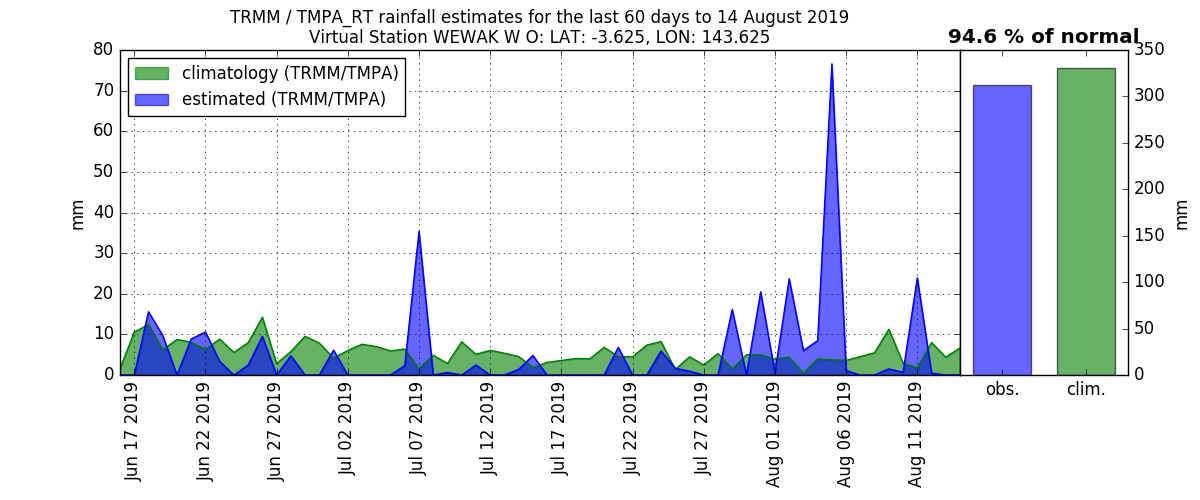 TRMM / TMPA_RT rainfall estimates for the last 60 days to 14 August 2019
Virtual Station WEWAK W O: LAT: -3.625, LON: 143.625
94.6 % of normal
climatology (TRMM/TMPA)
estimated (TRMM/TMPA)
mm
80
70
60
50
40
30
20
10
0
Jun 17 2019
Jun 22 2019
Jun 27 2019
Jul 02 2019
Jul 07 2019
Jul 12 2019
Jul 17 2019
Jul 22 2019
Jul 27 2019
Aug 01 2019
Aug 06 2019
Aug 11 2019
obs.
clim.
350
300
250
200
150
100
50
0
mm